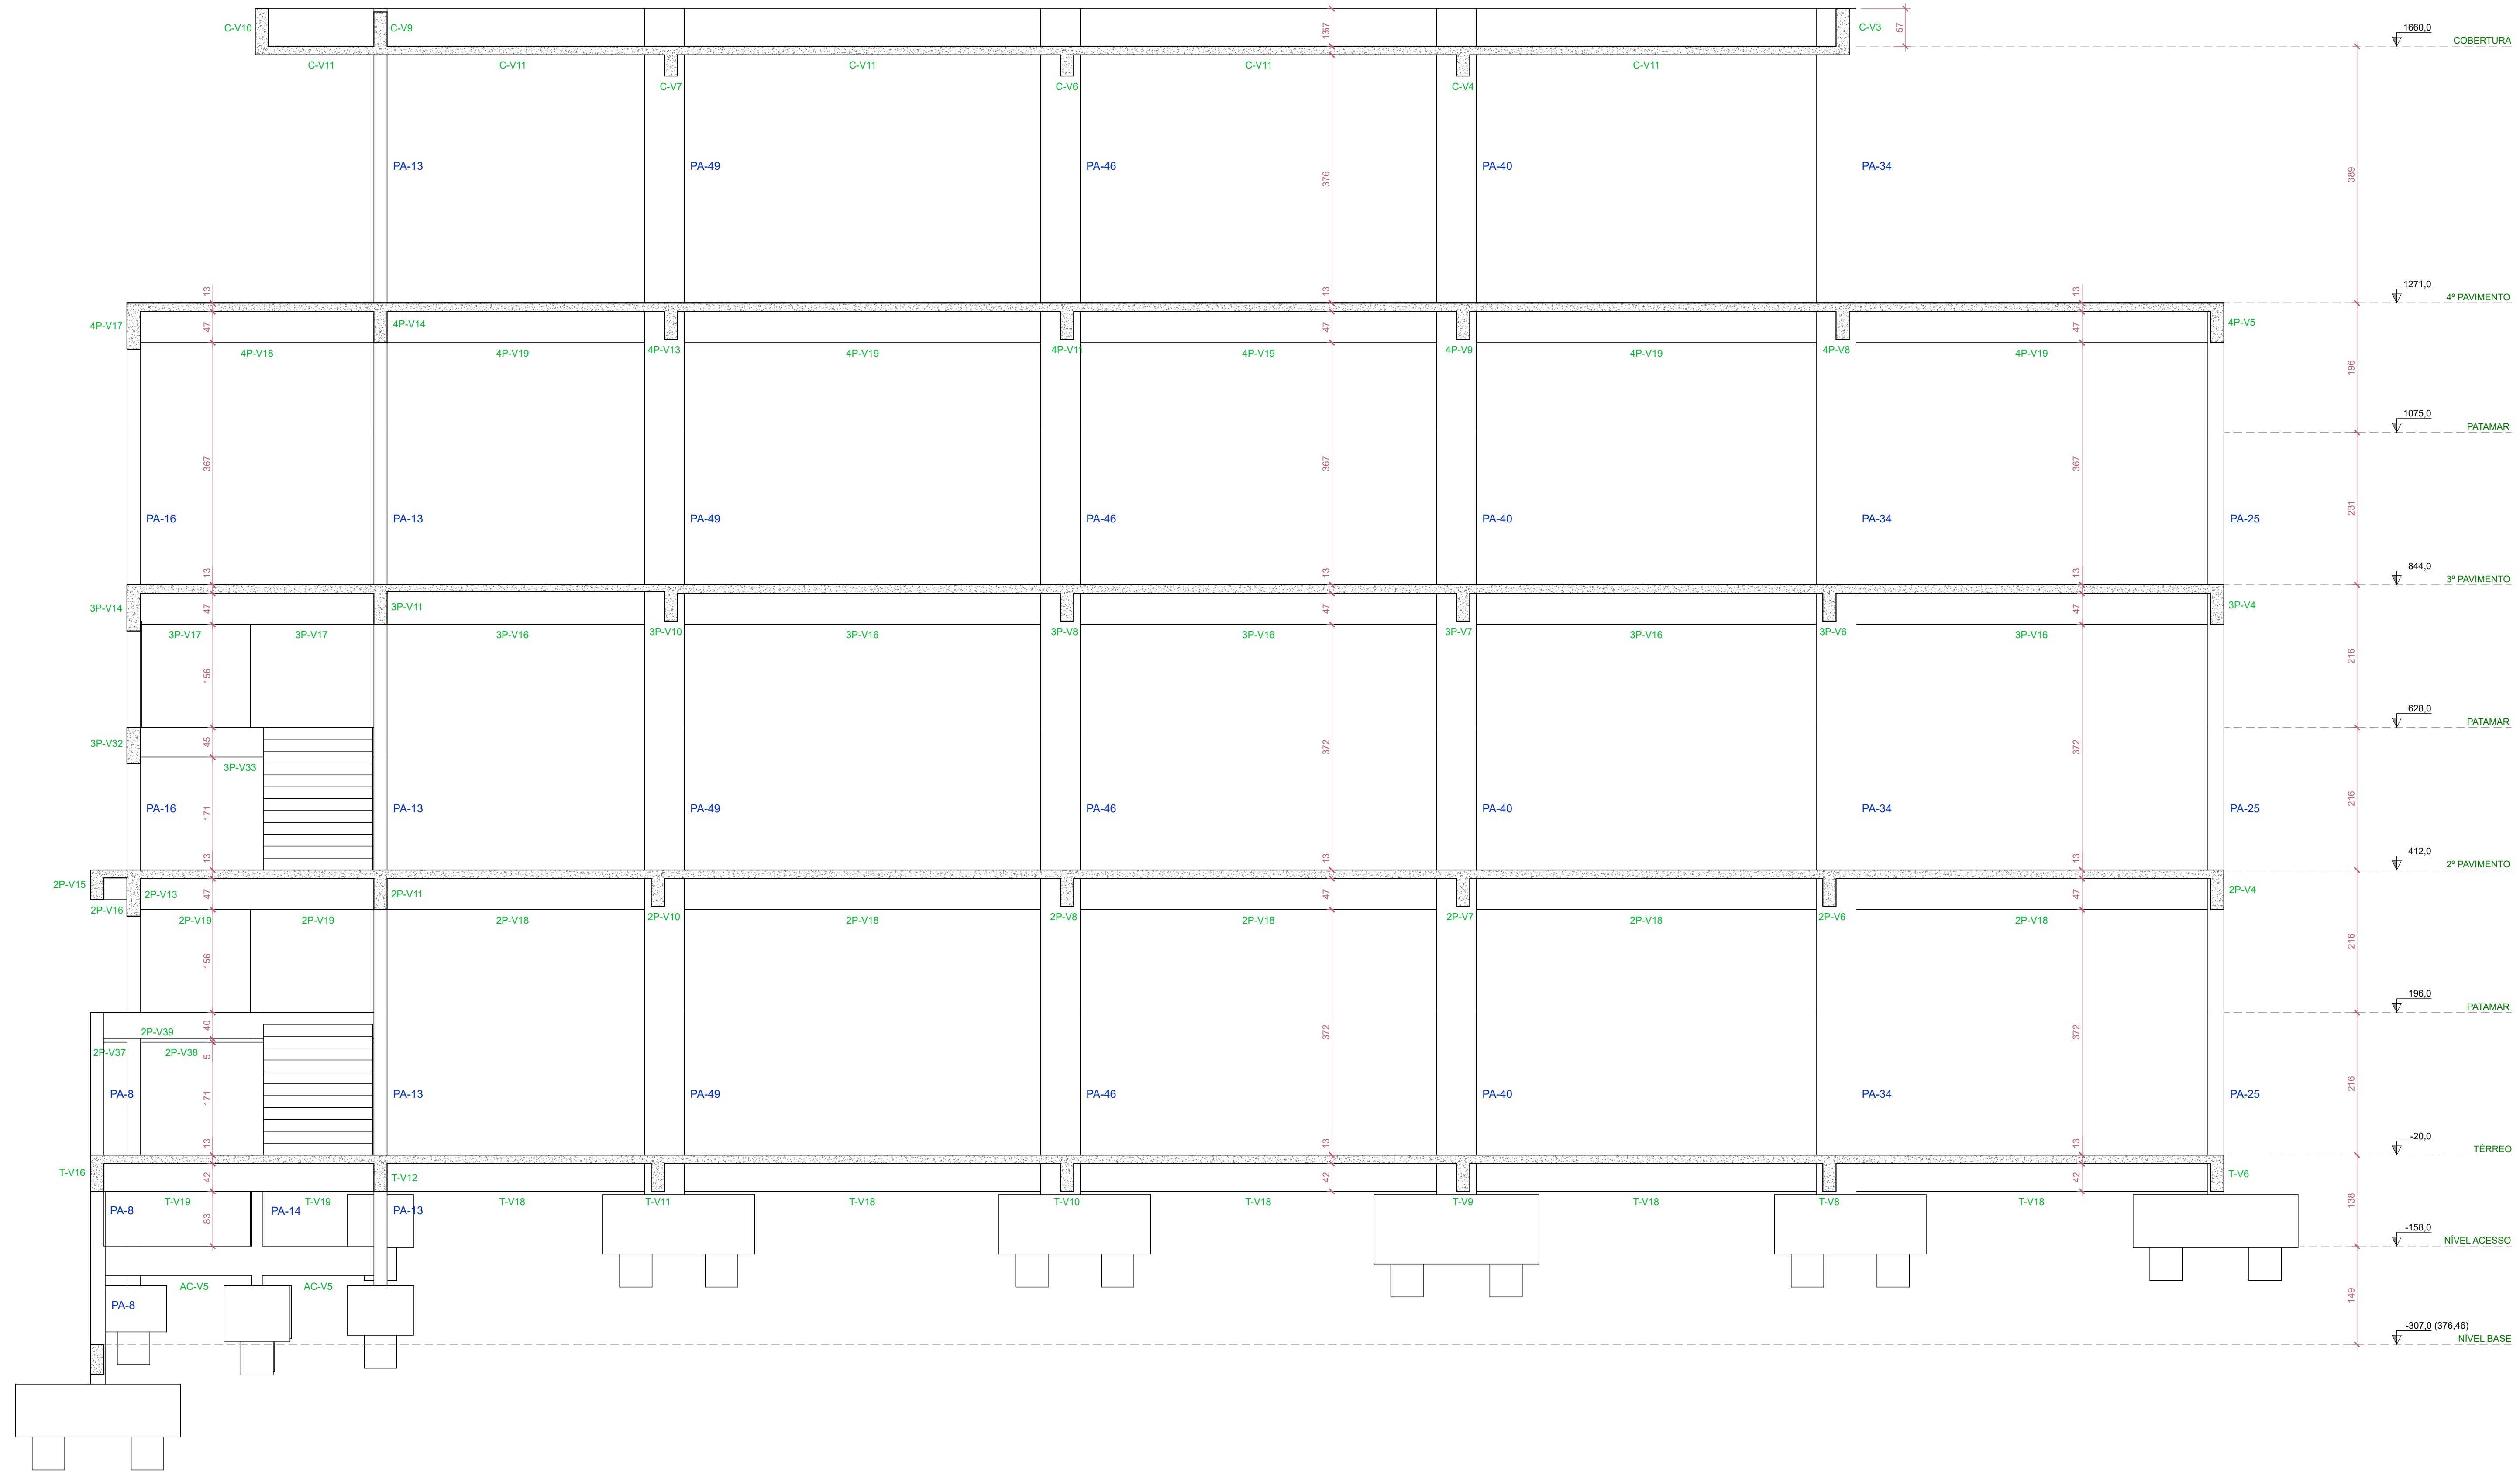 C-V10 C-V9 57 13 57 C-V3 1660,0
COBERTURA
C-V11 C-V11 C-V11 C-V11 C-V11
C-V7 C-V6 C-V4
PA-13 PA-49 PA-46 376 PA-40 PA-34 389
13 13 13 1271,0
4º PAVIMENTO
4P-V17 47 4P-V14 47 47 4P-V5
4P-V13 4P-V11 4P-V9 4P-V8
4P-V18 4P-V19 4P-V19 4P-V19 4P-V19 4P-V19 196
1075,0
PATAMAR
367 367 367
PA-16 PA-13 PA-49 PA-46 PA-40 PA-34 PA-25 231
13 13 13 844,0
3º PAVIMENTO
3P-V14 47 3P-V11 47 47 3P-V4
3P-V10 3P-V8 3P-V7 3P-V6
3P-V17 3P-V17 3P-V16 3P-V16 3P-V16 3P-V16 3P-V16
156 216
628,0
PATAMAR
3P-V32 45 372 372
3P-V33
PA-16 171 PA-13 PA-49 PA-46 PA-40 PA-34 PA-25 216
13 13 13 412,0
2º PAVIMENTO
2P-V15 2P-V13 47 2P-V11 47 47 2P-V4
2P-V16 2P-V10 2P-V8 2P-V7 2P-V6
2P-V19 2P-V19 2P-V18 2P-V18 2P-V18 2P-V18 2P-V18
156 216
196,0
PATAMAR
2P-V39 40 372 372
2P-V37 2P-V38 5
PA-8 171 PA-13 PA-49 PA-46 PA-40 PA-34 PA-25 216
13 13 13 -20,0
TÉRREO
T-V16 42 T-V12 42 42 T-V6
T-V19 T-V19 T-V18 T-V11 T-V18 T-V10 T-V18 T-V9 T-V18 T-V8 T-V18 138
PA-8 83 PA-14 PA-13
-158,0
NÍVEL ACESSO
AC-V5 AC-V5
PA-8 149
-307,0 (376,46)
NÍVEL BASE